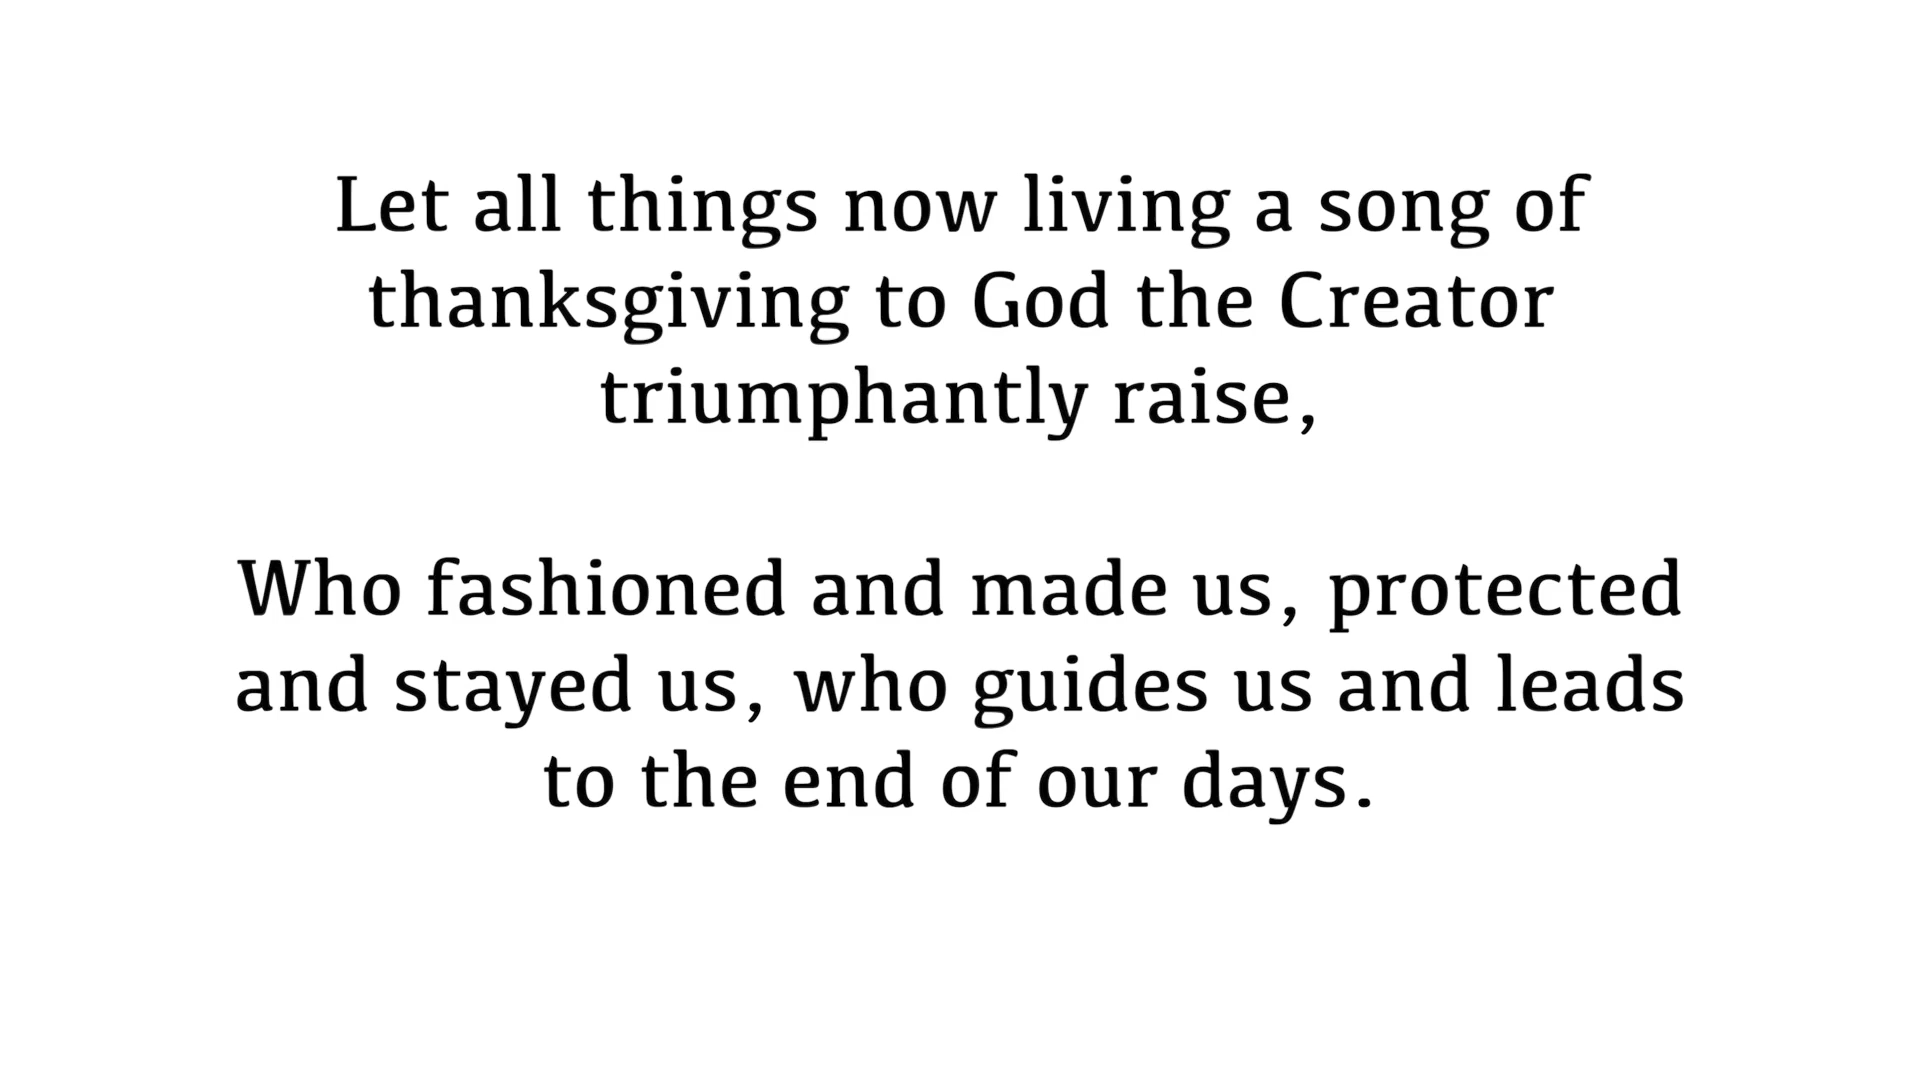 Let all things now living a song of
thanksgiving to God the Creator
triumphantly raise,
Who fashioned and made us, protected
and stayed us, who guides us and leads
to the end of our days.